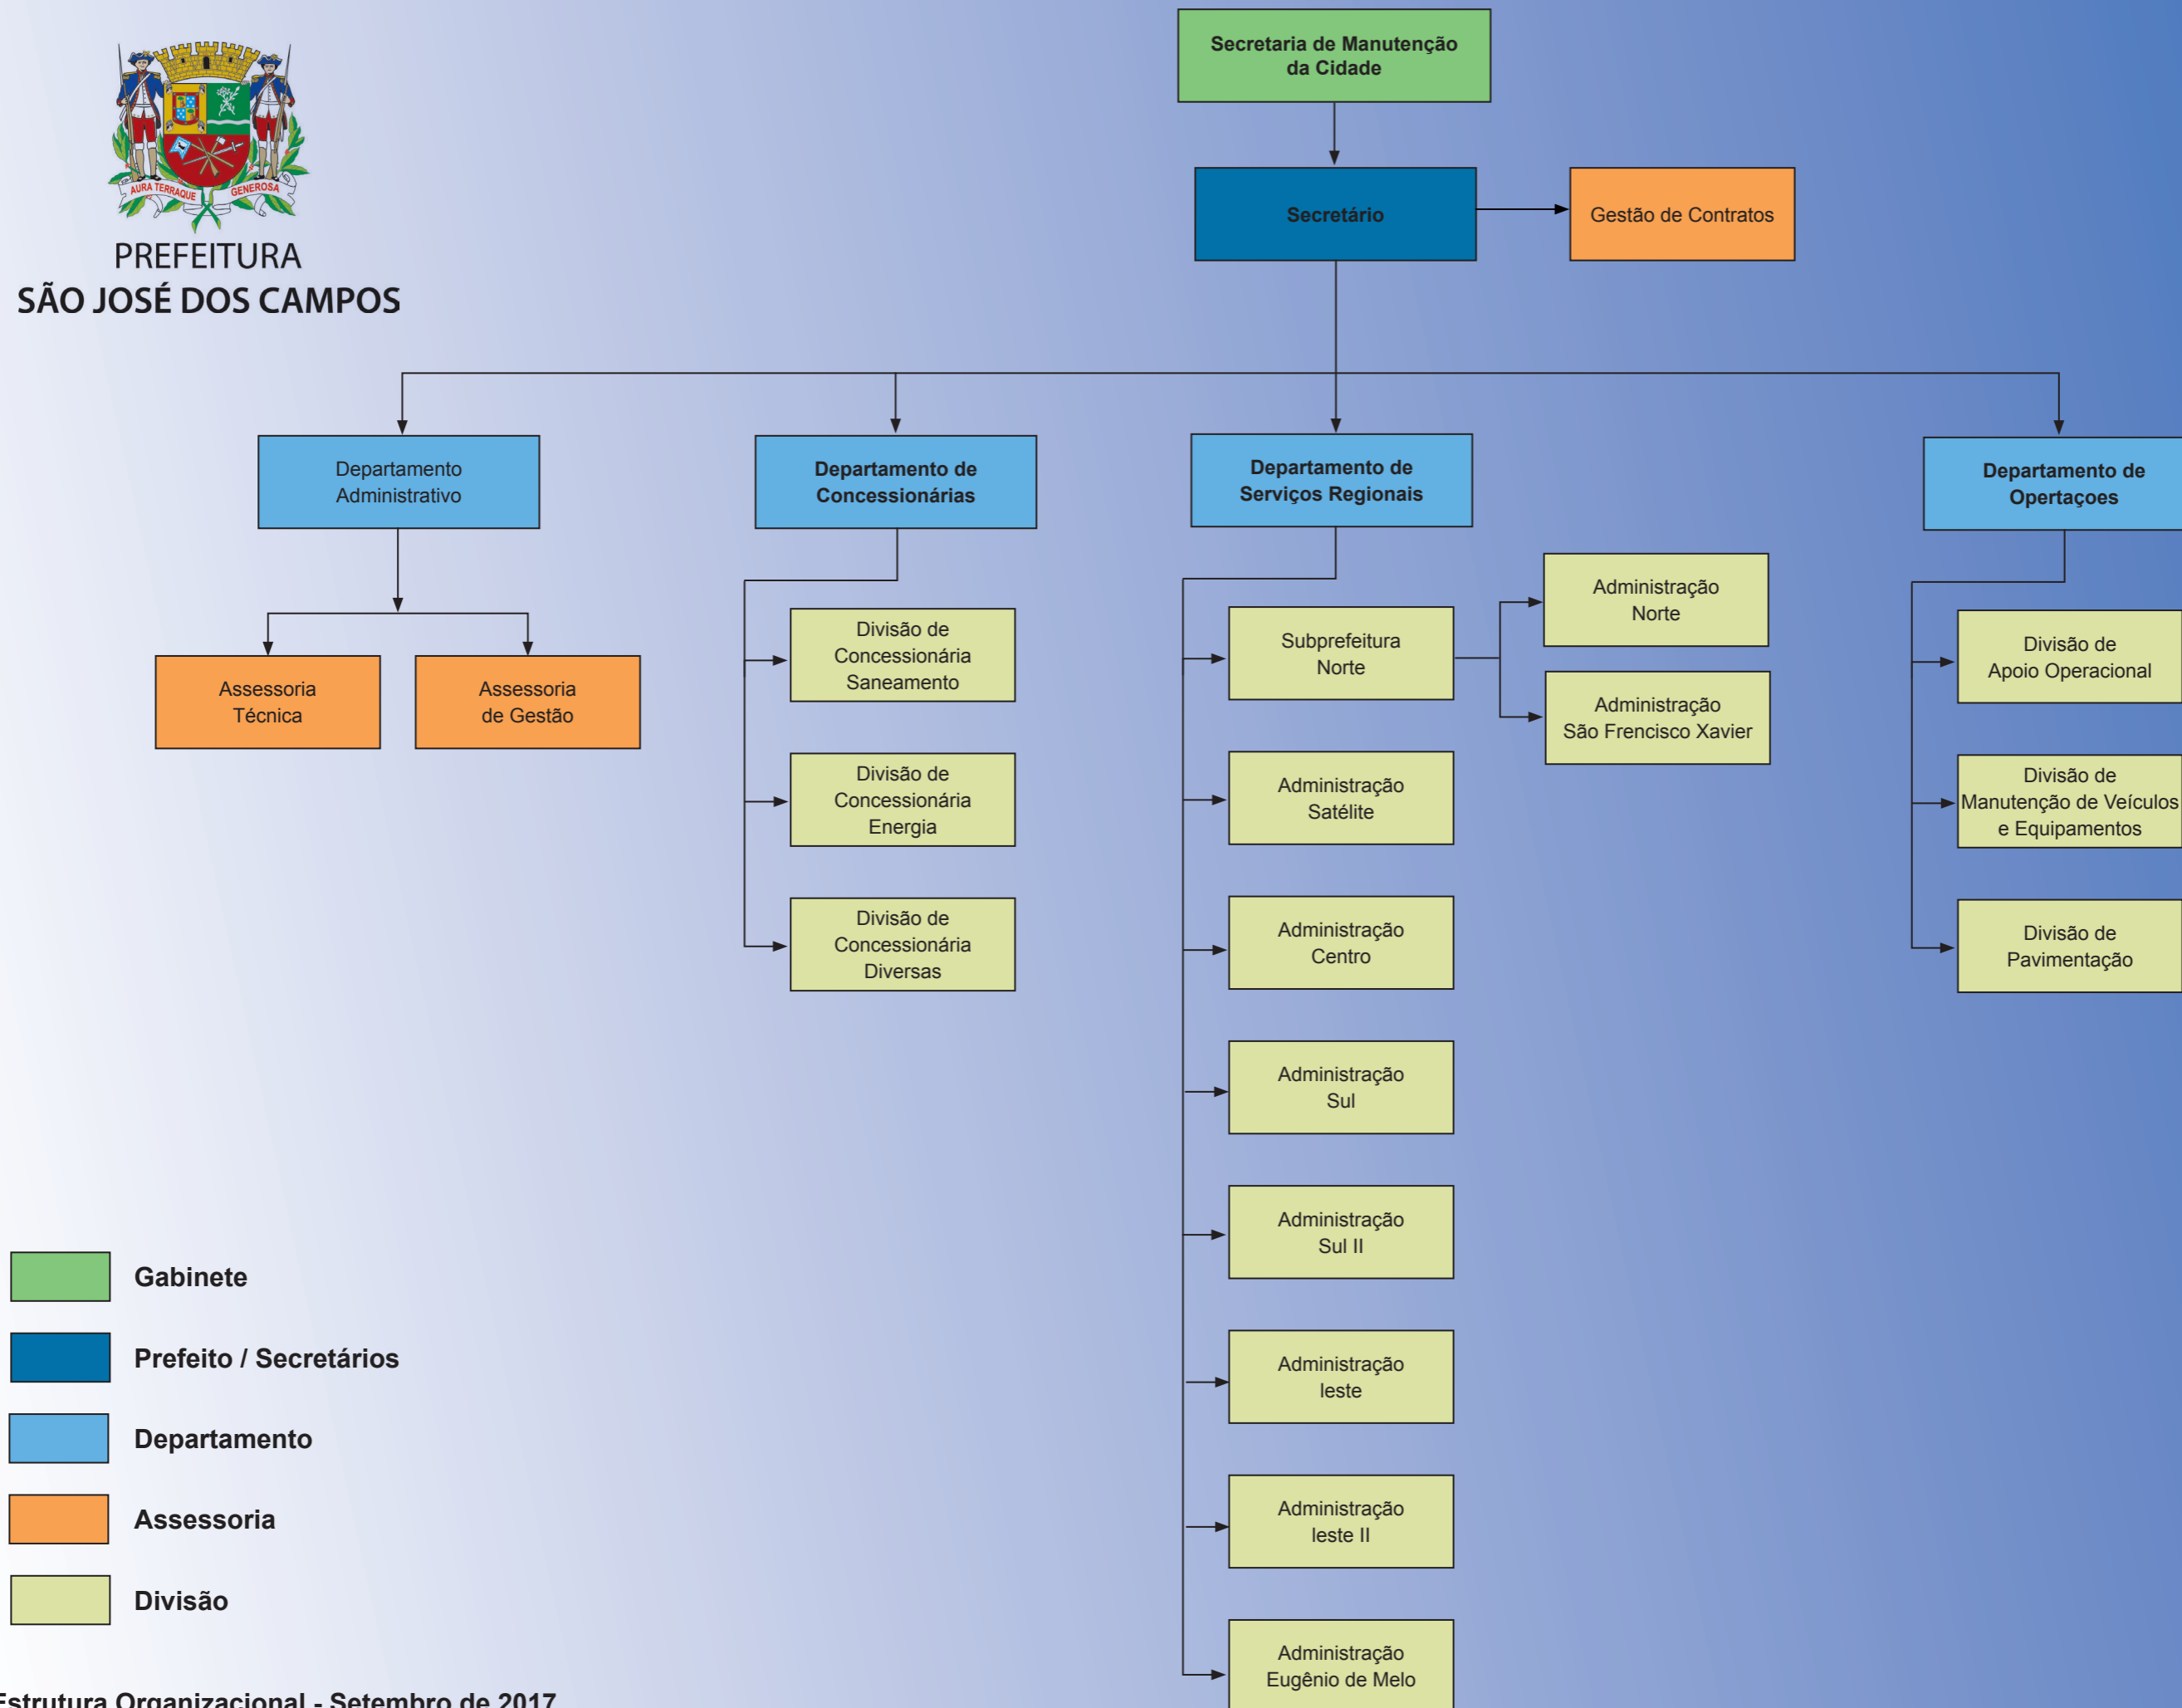 Secretaria de Manutenção
da Cidade
AURA TERRAQUE GENEROSA
PREFEITURA
SÃO JOSÉ DOS CAMPOS
Secretário
Gestão de Contratos
Departamento
Administrativo
Departamento de
Concessionárias
Departamento de
Serviços Regionais
Departamento de
Opertaçoes
Assessoria
Técnica
Assessoria
de Gestão
Divisão de
Concessionária
Saneamento
Divisão de
Concessionária
Energia
Divisão de
Concessionária
Diversas
Subprefeitura
Norte
Administração
Norte
Administração
São Frencisco Xavier
Administração
Satélite
Administração
Centro
Administração
Sul
Administração
Sul II
Administração
leste
Administração
leste II
Administração
Eugênio de Melo
Divisão de
Apoio Operacional
Divisão de
Manutenção de Veículos
e Equipamentos
Divisão de
Pavimentação
Gabinete
Prefeito / Secretários
Departamento
Assessoria
Divisão
Estrutura Organizacional - Setembro de 2017